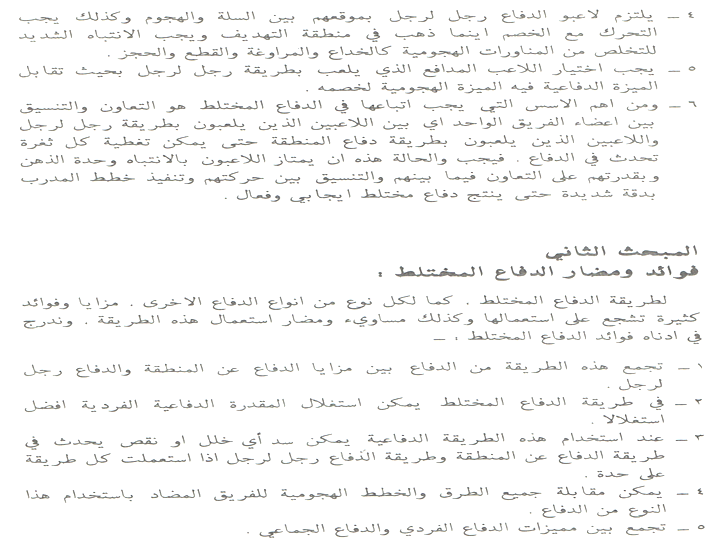 ٤ ــ يلتزم لاعبو الدفاع رجل لرجل بموقعهم بين السلة والهجوم وكذلك يجب
التحرك مع الخصم اينما ذهب في منطقة التهديف ويجب الانتباه الشديد
للتخلص من المناورات الهجومية كالخداع والمراوغة والقطع والحجز .
٥ ــ يجب اختيار اللاعب المدافع الذي يلعب بطريقة رجل لرجل بحيث تقابل
الميزة الدفاعية فيه الميزة الهجومية لخصمه .
٦ ــ ومن اهم الاسس التي يجب اتباعها في الدفاع المختلط هو التعاون والتنسيق
بين اعضاء الفريق الواحد اي بين اللاعبين الذين يلعبون بطريقة رجل لرجل
واللاعبين الذين يلعبون بطريقة دفاع المنطقة حتى يمكن تغطية كل ثغرة
تحدث في الدفاع . فيجب والحالة هذه ان يمتاز اللاعبون بالانتباه وحدة الذهن
وبقدرتهم على التعاون فيما بينهم والتنسيق بين حركتهم وتنفيذ خطط المدرب
بدقة شديدة حتى ينتج دفاع مختلط ايجابي وفعال .
المبحث الثاني
فوائد ومضار الدفاع المختلط :
لطريقة الدفاع المختلط . كما لكل نوع من انواع الدفاع الاخرى . مزايا وفوائد
كثيرة تشجع على استعمالها وكذلك مساويء ومضار استعمال هذه الطريقة . وندرج
في ادناه فوائد الدفاع المختلط : ــ
١ ــ تجمع هذه الطريقة من الدفاع بين مزايا الدفاع عن المنطقة والدفاع رجل
لرجل .
٢ ــ في طريقة الدفاع المختلط يمكن استغلال المقدرة الدفاعية الفردية افضل
استغلالا .
٣ ــ عند استخدام هذه الطريقة الدفاعية يمكن سد أي خلل او نقص يحدث في
طريقة الدفاع عن المنطقة وطريقة الدفاع رجل لرجل اذا استعملت كل طريقة
على حدة .
٤ ــ يمكن مقابلة جميع الطرق والخطط الهجومية للفريق المضاد باستخدام هذا
النوع من الدفاع .
٥ ــ تجمع بين مميزات الدفاع الفردي والدفاع الجماعي .